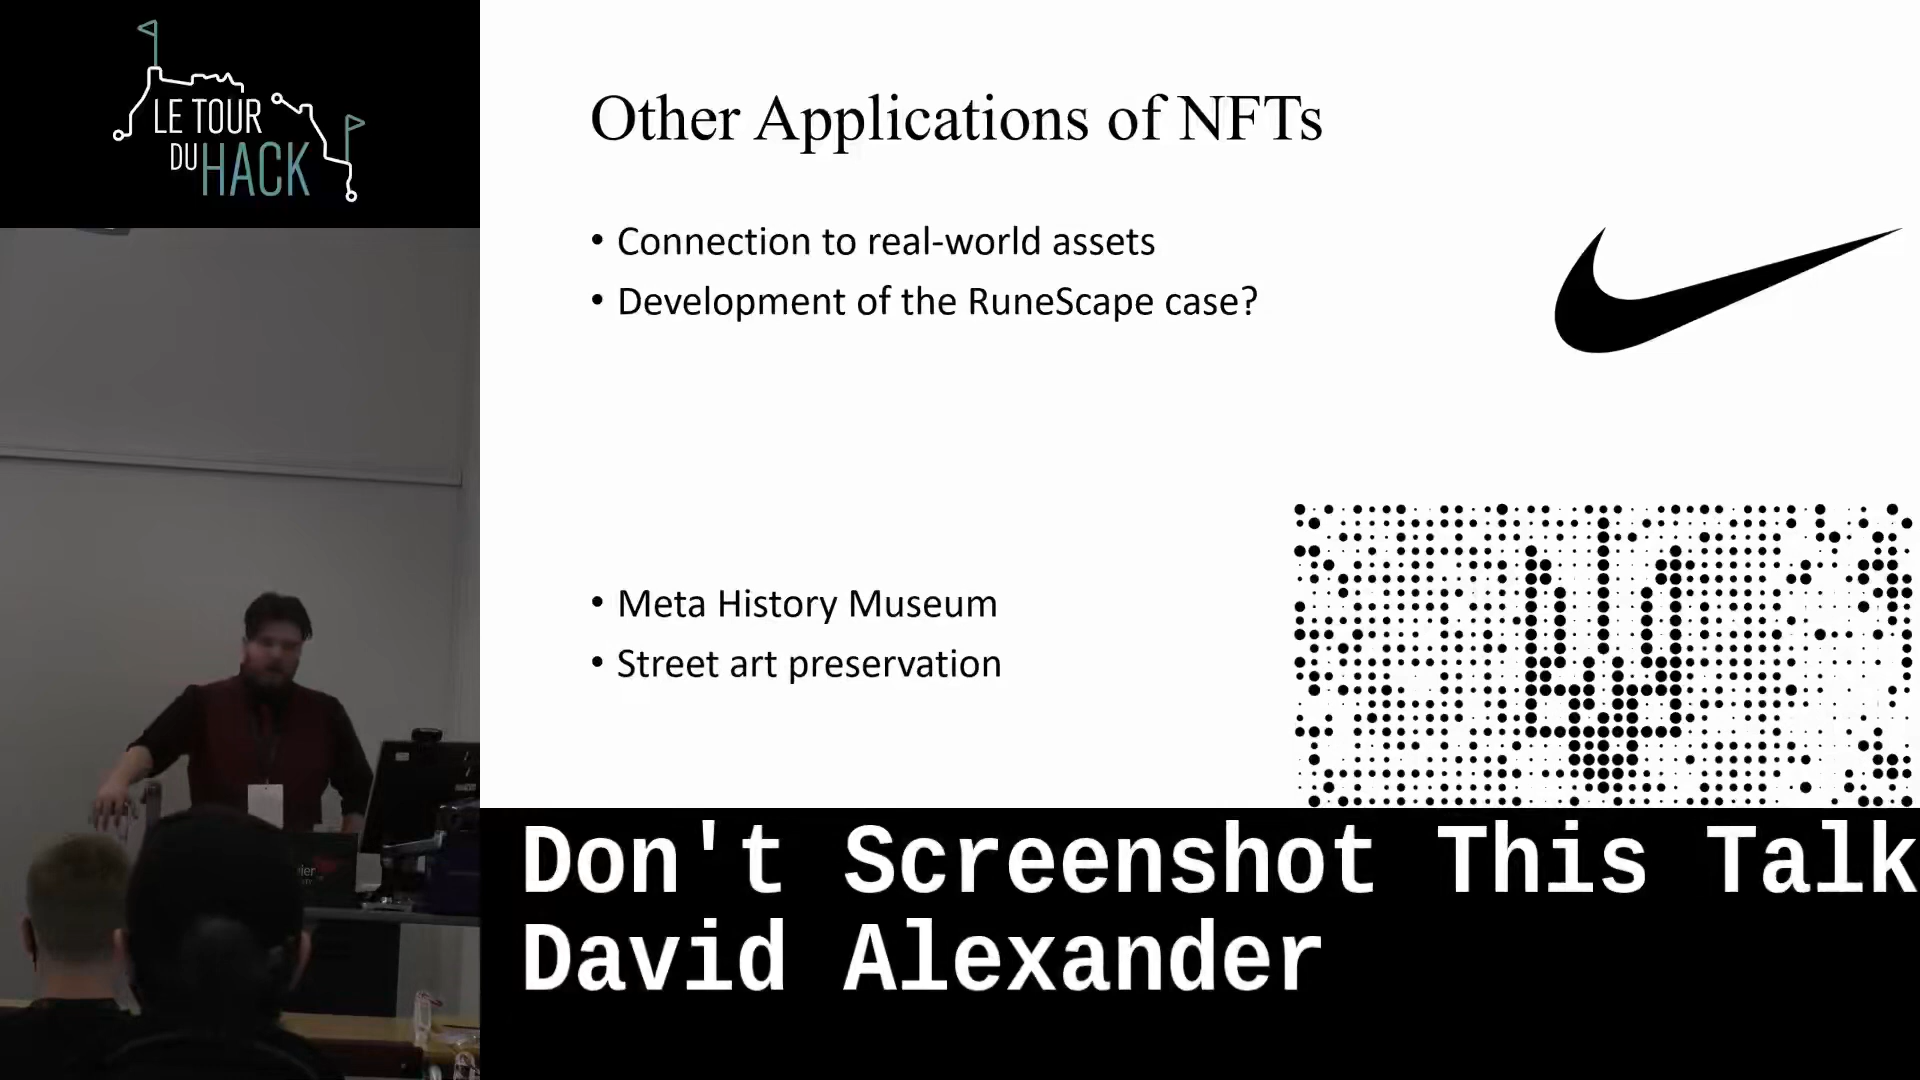 LE TOUR
DU HACK
Other Applications of NFTs
• Connection to real-world assets
• Development of the RuneScape case?
• Meta History Museum
• Street art preservation
Don't Screenshot This Talk
David Alexander